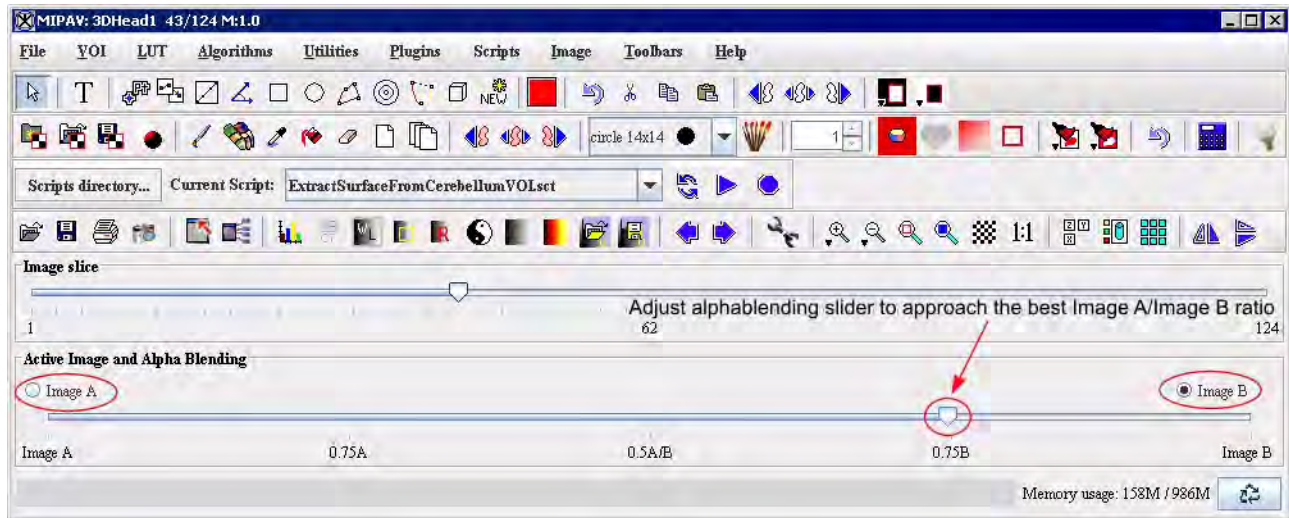 MIPAV: 3DHead1 43/124 M:1.0
File VOI LUT Algorithms Utilities Plugins Scripts Image Toolbars Help
T NEW
circle 14x14 1
Scripts directory... Current Script: ExtractSurfaceFromCerebellumVOI.sct
WL R 1:1
Image slice
Adjust alphablending slider to approach the best Image A/Image B ratio
1 62 124
Active Image and Alpha Blending
Image A Image B
Image A 0.75A 0.5A/B 0.75B Image B
Memory usage: 158M / 986M